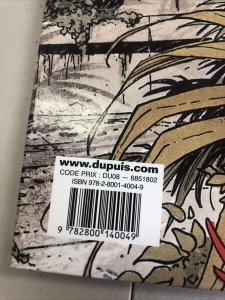 www.dupuis.com
CODE PRIX : DU08 — 6851802
ISBN 978-2-8001-4004-9
9 782800 140049